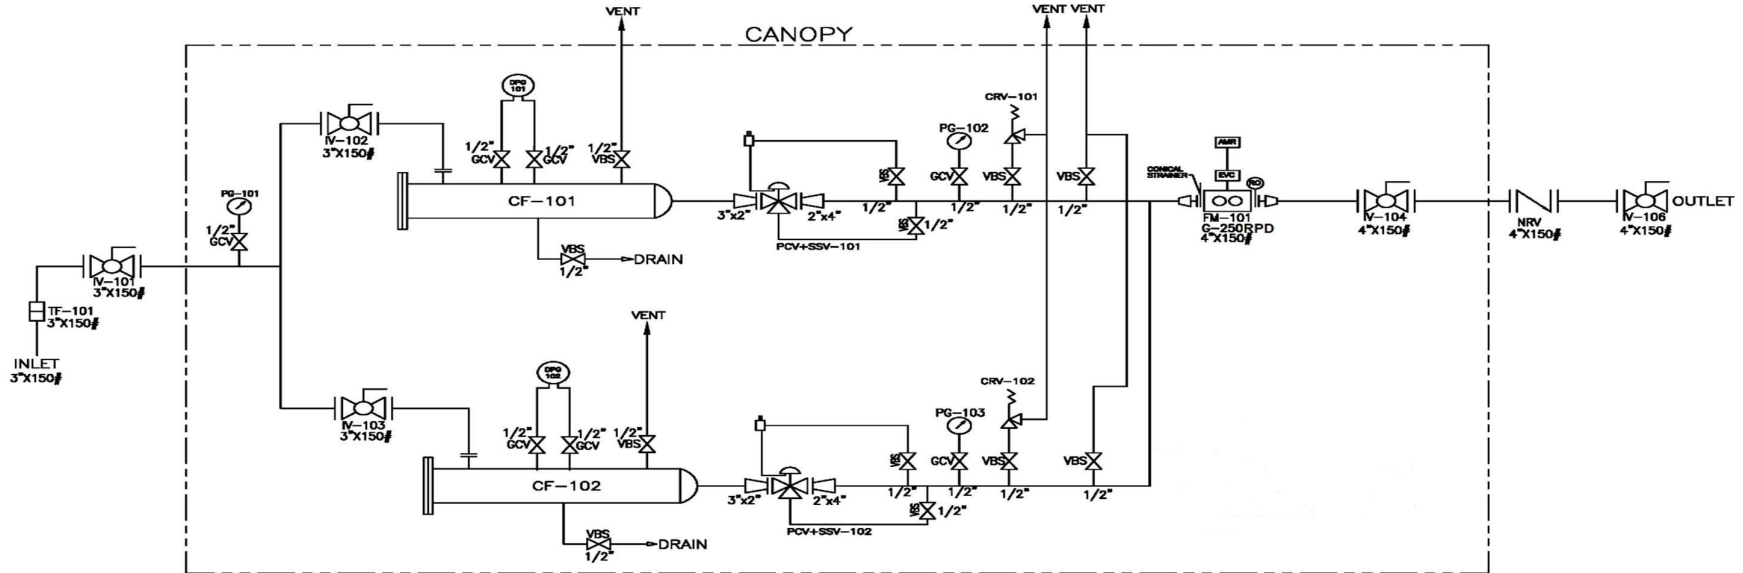 VENT
VENT VENT
CANOPY
DPG
101
CRV-101
IV-102
3"X150#
1/2"
GCV
1/2"
GCV
1/2"
VBS
PG-102
AMR
EVC
RO
CONICAL
STRAINER
PG-101
CF-101
3"x2"
2"x4"
VBS
1/2"
GCV
1/2"
VBS
1/2"
VBS
1/2"
VBS
1/2"
PCV+SSV-101
FM-101
G-250RPD
4"X150#
IV-104
4"X150#
NRV
4"X150#
IV-106
4"X150#
OUTLET
1/2"
GCV
VBS
1/2"
DRAIN
IV-101
3"X150#
TF-101
3"X150#
INLET
3"X150#
VENT
DPG
102
CRV-102
IV-103
3"X150#
1/2"
GCV
1/2"
GCV
1/2"
VBS
PG-103
CF-102
3"x2"
2"x4"
VBS
1/2"
GCV
1/2"
VBS
1/2"
VBS
1/2"
VBS
1/2"
PCV+SSV-102
VBS
1/2"
DRAIN